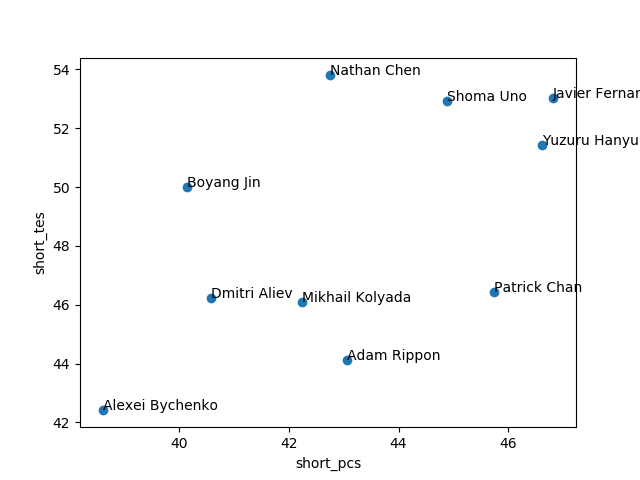 54
Nathan Chen
Shoma Uno
Javier Fernan
52
Yuzuru Hanyu
50
Boyang Jin
short_tes
48
46
Dmitri Aliev
Mikhail Kolyada
Patrick Chan
44
Adam Rippon
42
Alexei Bychenko
40
42
44
46
short_pcs